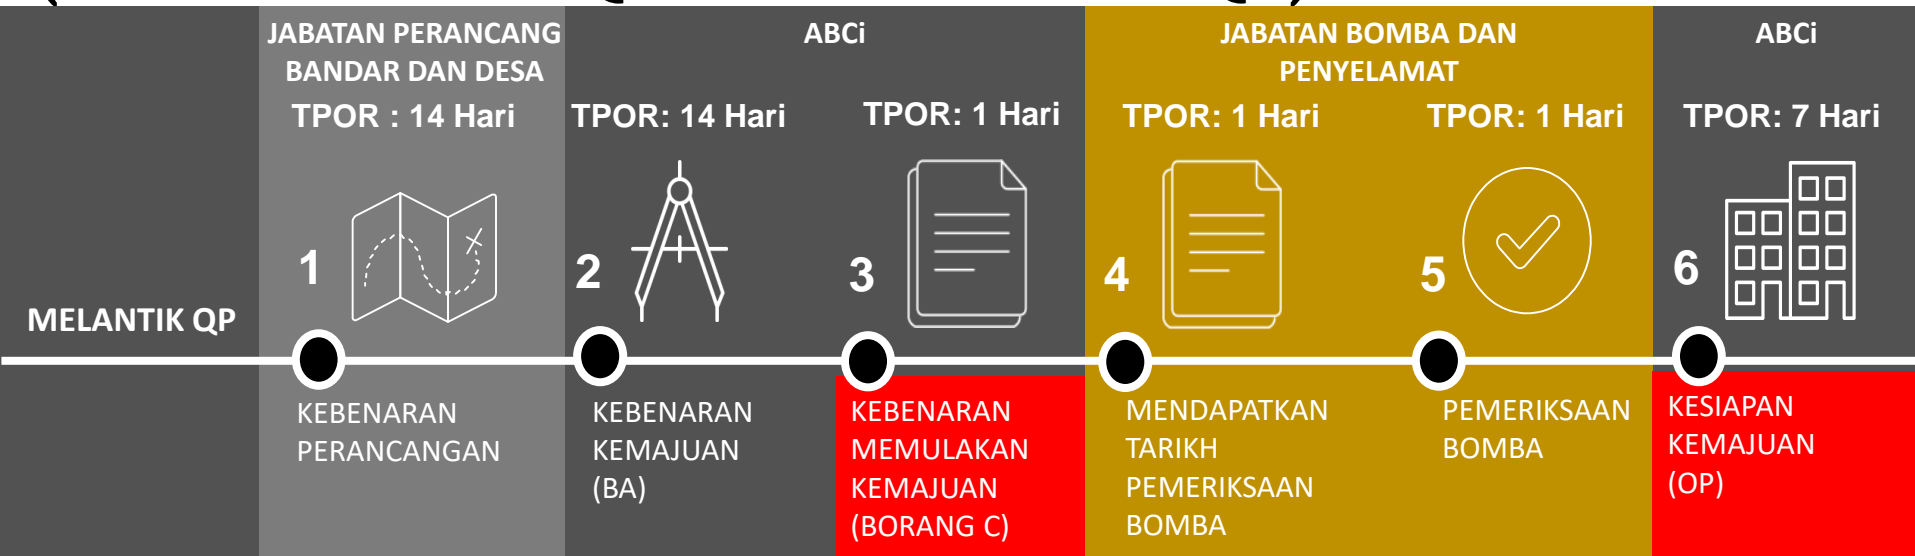 JABATAN PERANCANG
BANDAR DAN DESA
ABCi
JABATAN BOMBA DAN
PENYELAMAT
ABCi
TPOR : 14 Hari
TPOR: 14 Hari
TPOR: 1 Hari
TPOR: 1 Hari
TPOR: 1 Hari
TPOR: 7 Hari
MELANTIK QP
1
2
3
4
5
6
KEBENARAN
PERANCANGAN
KEBENARAN
KEMAJUAN
(BA)
KEBENARAN
MEMULAKAN
KEMAJUAN
(BORANG C)
MENDAPATKAN
TARIKH
PEMERIKSAAN
BOMBA
PEMERIKSAAN
BOMBA
KESIAPAN
KEMAJUAN
(OP)